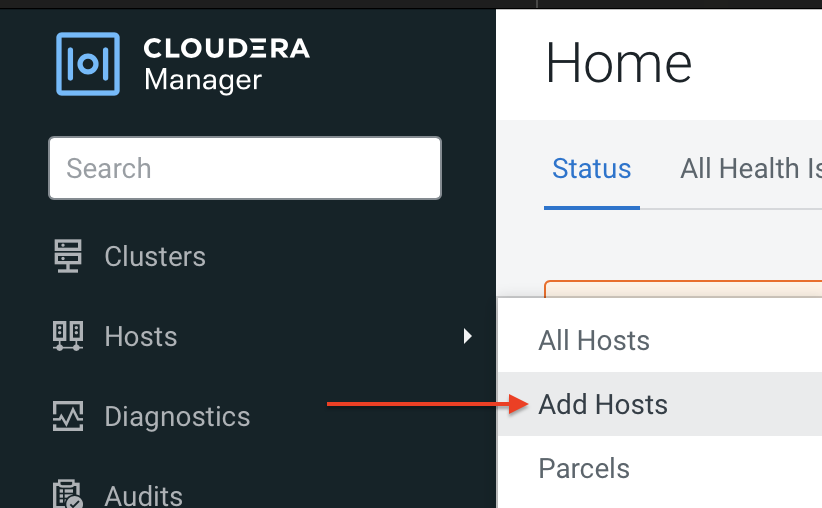 CLOUDERA
Manager
Search
Clusters
Hosts
Diagnostics
Audits
Home
Status
All Health Is
All Hosts
Add Hosts
Parcels